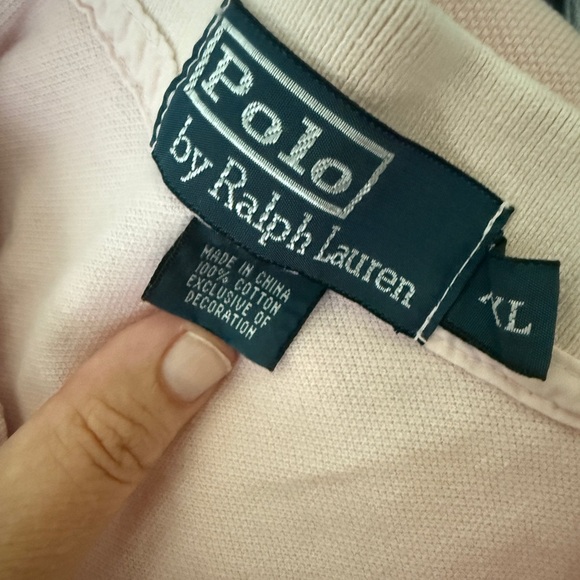 Polo
by Ralph Lauren
XL
MADE IN CHINA
100% COTTON
EXCLUSIVE OF
DECORATION